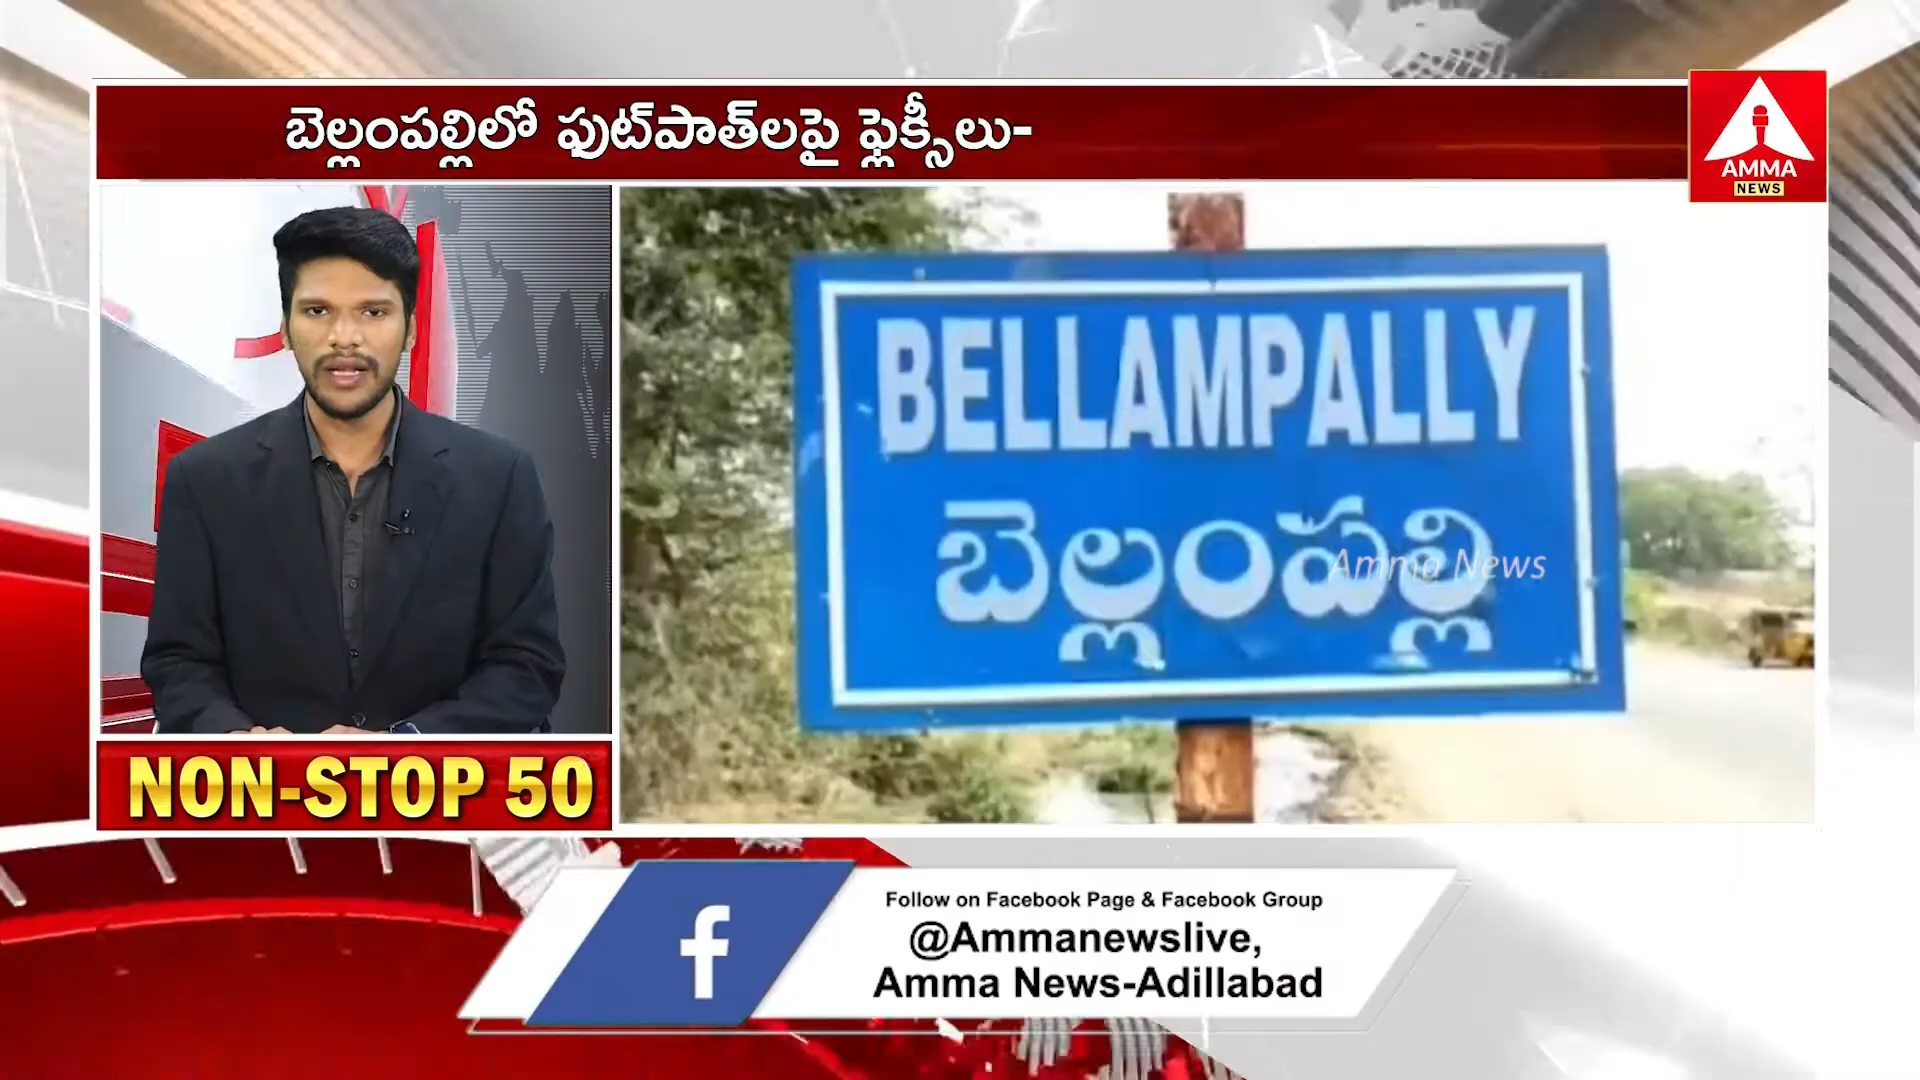 బెల్లంపల్లిలో ఫుట్‌పాత్‌లపై ఫ్లెక్సీలు-
AMMA
NEWS
BELLAMPALLY
బెల్లంపల్లి
Amma News
NON-STOP 50
Follow on Facebook Page & Facebook Group
@Ammanewslive,
Amma News-Adillabad